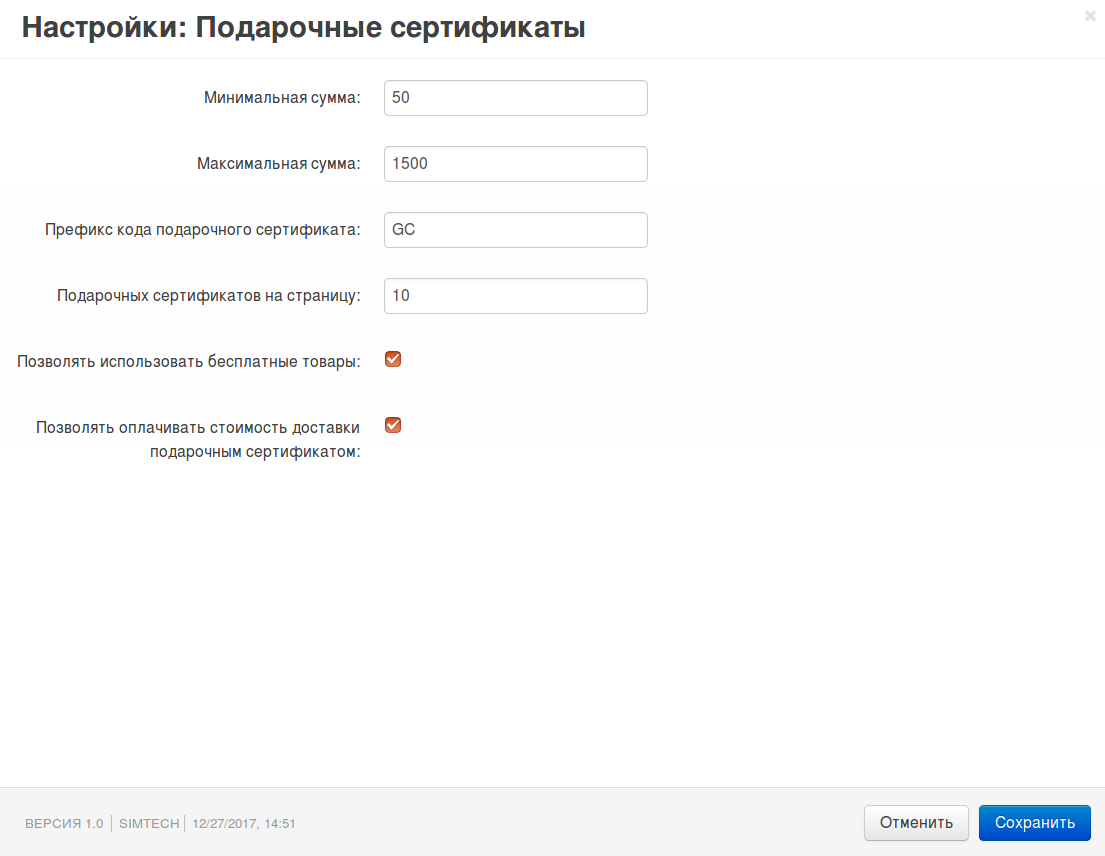 Настройки: Подарочные сертификаты
Минимальная сумма: 50
Максимальная сумма: 1500
Префикс кода подарочного сертификата: GC
Подарочных сертификатов на страницу: 10
Позволять использовать бесплатные товары:
Позволять оплачивать стоимость доставки
подарочным сертификатом:
ВЕРСИЯ 1.0 | SIMTECH | 12/27/2017, 14:51 Отменить Сохранить